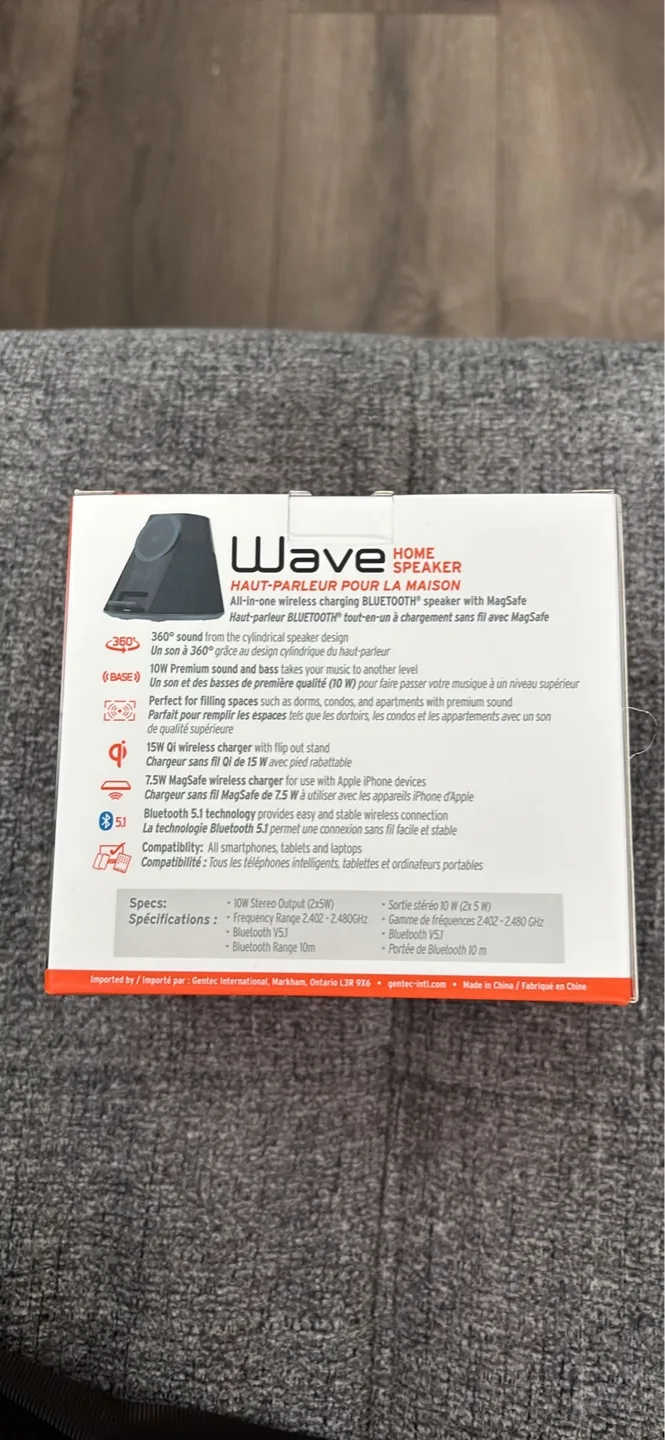 Wave HOME SPEAKER
HAUT-PARLEUR POUR LA MAISON
All-in-one wireless charging BLUETOOTH® speaker with MagSafe
Haut-parleur BLUETOOTH® tout-en-un à chargement sans fil avec MagSafe
360°
360° sound from the cylindrical speaker design
Un son à 360° grâce au design cylindrique du haut-parleur
BASE
10W Premium sound and bass takes your music to another level
Un son et des basses de première qualité (10 W) pour faire passer votre musique à un niveau supérieur
Perfect for filling spaces such as dorms, condos, and apartments with premium sound
Parfait pour remplir les espaces tels que les dortoirs, les condos et les appartements avec un son
de qualité supérieure
qi
15W Qi wireless charger with flip out stand
Chargeur sans fil Qi de 15 W avec pied rabattable
7.5W MagSafe wireless charger for use with Apple iPhone devices
Chargeur sans fil MagSafe de 7.5 W à utiliser avec les appareils iPhone d'Apple
5.1
Bluetooth 5.1 technology provides easy and stable wireless connection
La technologie Bluetooth 5.1 permet une connexion sans fil facile et stable
Compatiblity: All smartphones, tablets and laptops
Compatibilité : Tous les téléphones intelligents, tablettes et ordinateurs portables
Specs:
Spécifications :
• 10W Stereo Output (2x5W)
• Frequency Range 2.402 - 2.480GHz
• Bluetooth V5.1
• Bluetooth Range 10m
• Sortie stéréo 10 W (2x 5 W)
• Gamme de fréquences 2.402 - 2.480 GHz
• Bluetooth V5.1
• Portée de Bluetooth 10 m
Imported by / Importé par : Gentec International, Markham, Ontario L3R 9X6 • gentec-intl.com • Made in China / Fabriqué en Chine